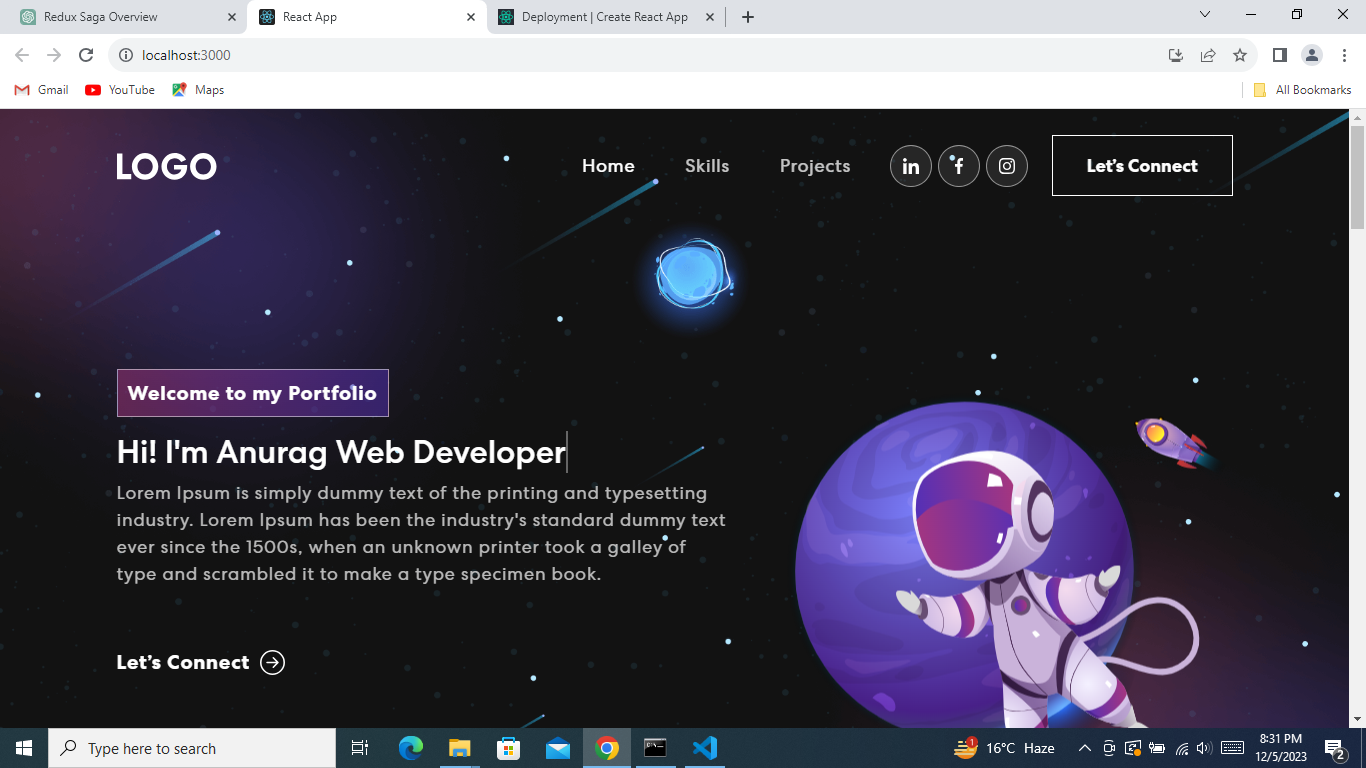 Redux Saga Overview
React App
Deployment | Create React App
localhost:3000
Gmail
YouTube
Maps
All Bookmarks
LOGO
Home
Skills
Projects
in
f
Let's Connect
Welcome to my Portfolio
Hi! I'm Anurag Web Developer
Lorem Ipsum is simply dummy text of the printing and typesetting
industry. Lorem Ipsum has been the industry's standard dummy text
ever since the 1500s, when an unknown printer took a galley of
type and scrambled it to make a type specimen book.
Let's Connect
Type here to search
1
16°C Haze
8:31 PM
12/5/2023
2